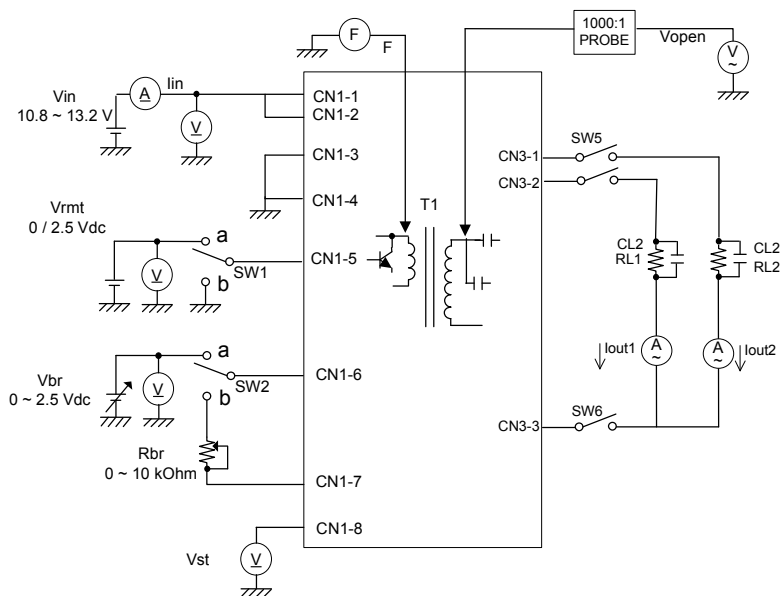 1000:1
PROBE
Vopen
V
~
F
F
Vin
10.8 ~ 13.2 V
A
Iin
V
CN1-1
CN1-2
CN1-3
CN1-4
CN3-1
CN3-2
SW5
T1
Vrmt
0 / 2.5 Vdc
V
a
b
SW1
CN1-5
CL2
RL1
CL2
RL2
Iout1
A
~
A
~
Iout2
Vbr
0 ~ 2.5 Vdc
V
a
b
SW2
CN1-6
CN3-3
SW6
Rbr
0 ~ 10 kOhm
CN1-7
CN1-8
Vst
V